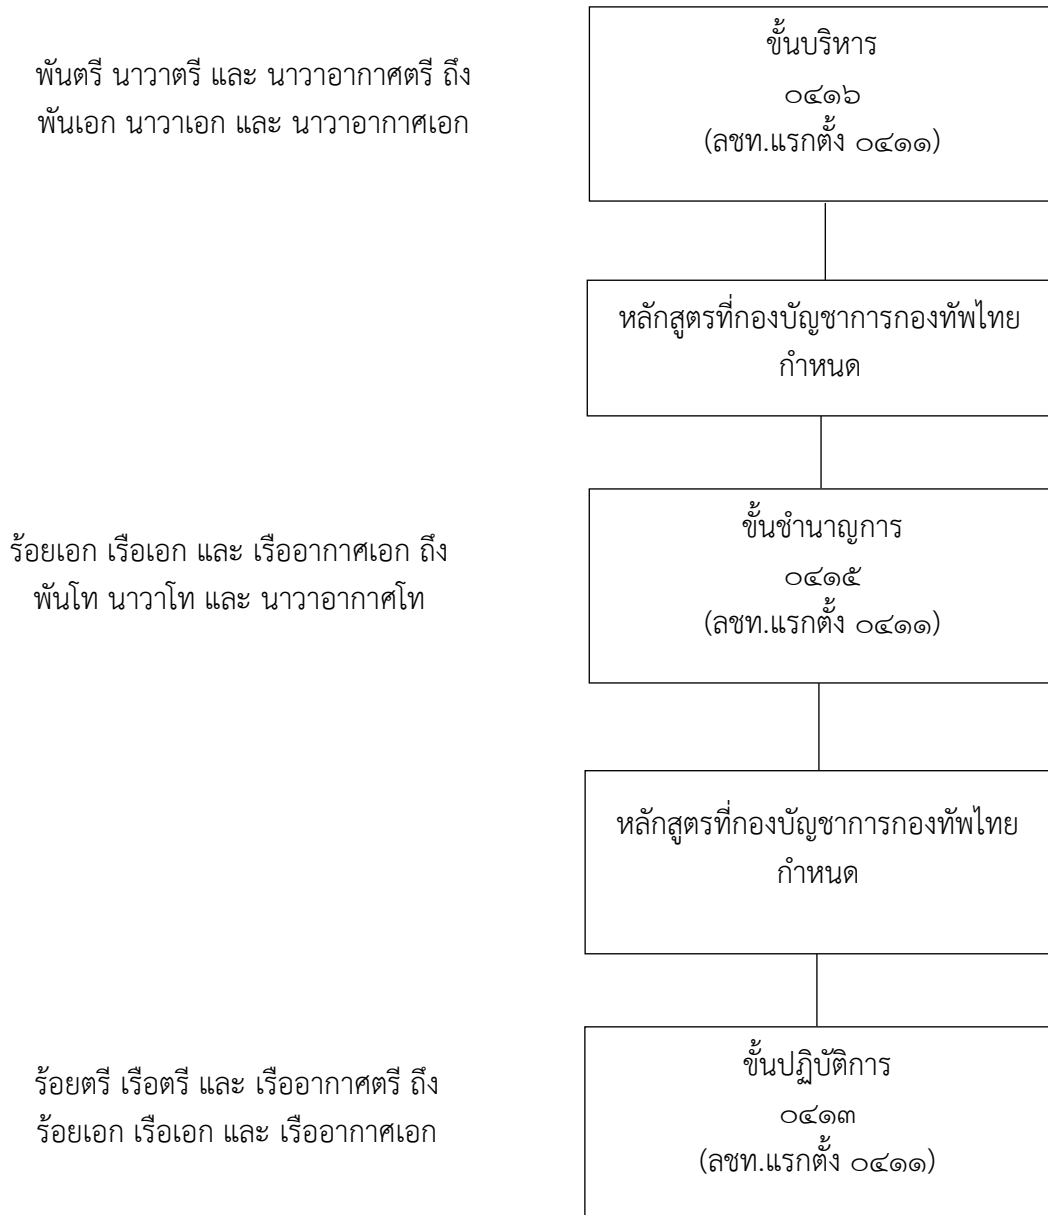 พันตรี นาวาตรี และ นาวาอากาศตรี ถึง
พันเอก นาวาเอก และ นาวาอากาศเอก
ขั้นบริหาร
๐๔๑๖
(ลชท.แรกตั้ง ๐๔๑๑)
หลักสูตรที่กองบัญชาการกองทัพไทย
กำหนด
ร้อยเอก เรือเอก และ เรืออากาศเอก ถึง
พันโท นาวาโท และ นาวาอากาศโท
ขั้นชำนาญการ
๐๔๑๕
(ลชท.แรกตั้ง ๐๔๑๑)
หลักสูตรที่กองบัญชาการกองทัพไทย
กำหนด
ร้อยตรี เรือตรี และ เรืออากาศตรี ถึง
ร้อยเอก เรือเอก และ เรืออากาศเอก
ขั้นปฏิบัติการ
๐๔๑๓
(ลชท.แรกตั้ง ๐๔๑๑)